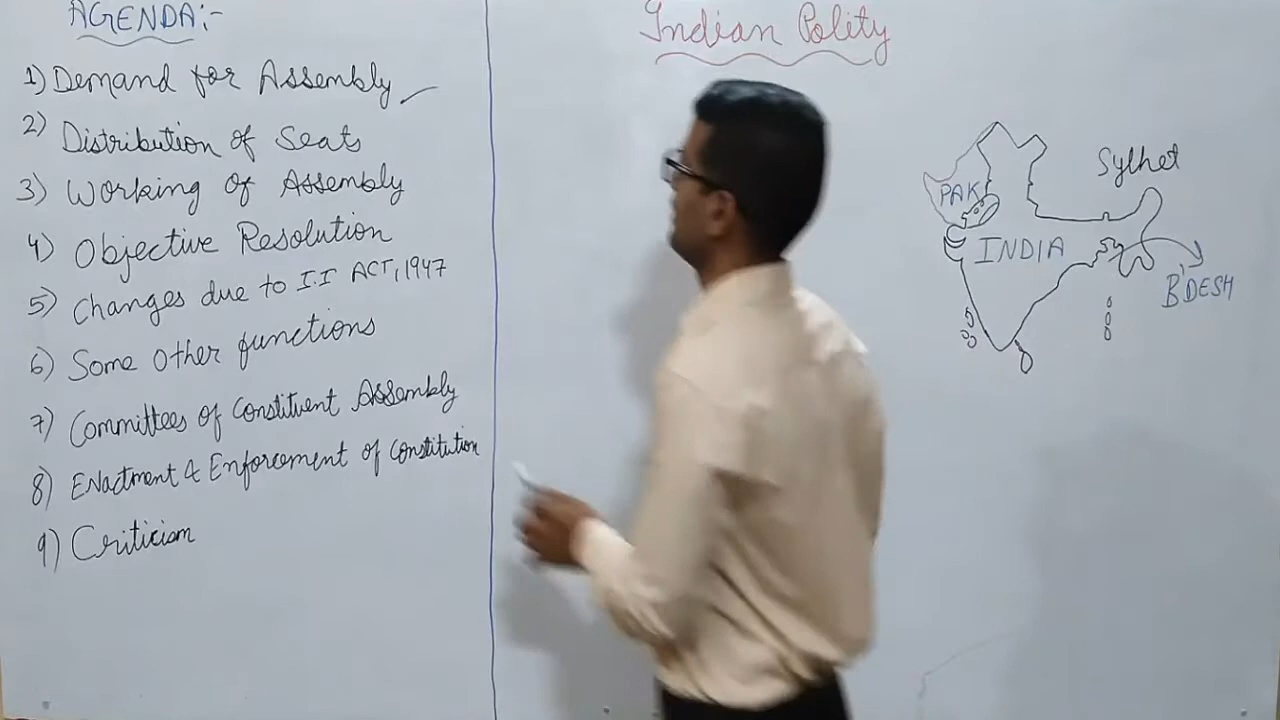 AGENDA:-
1) Demand for Assembly
2) Distribution of Seats
3) Working of Assembly
4) Objective Resolution
5) Changes due to I.I ACT, 1947
6) Some Other functions
7) Committees of Constituent Assembly
8) Enactment & Enforcement of Constitution
9) Criticism
Indian Polity
Sylhet
PAK
INDIA
B'DESH